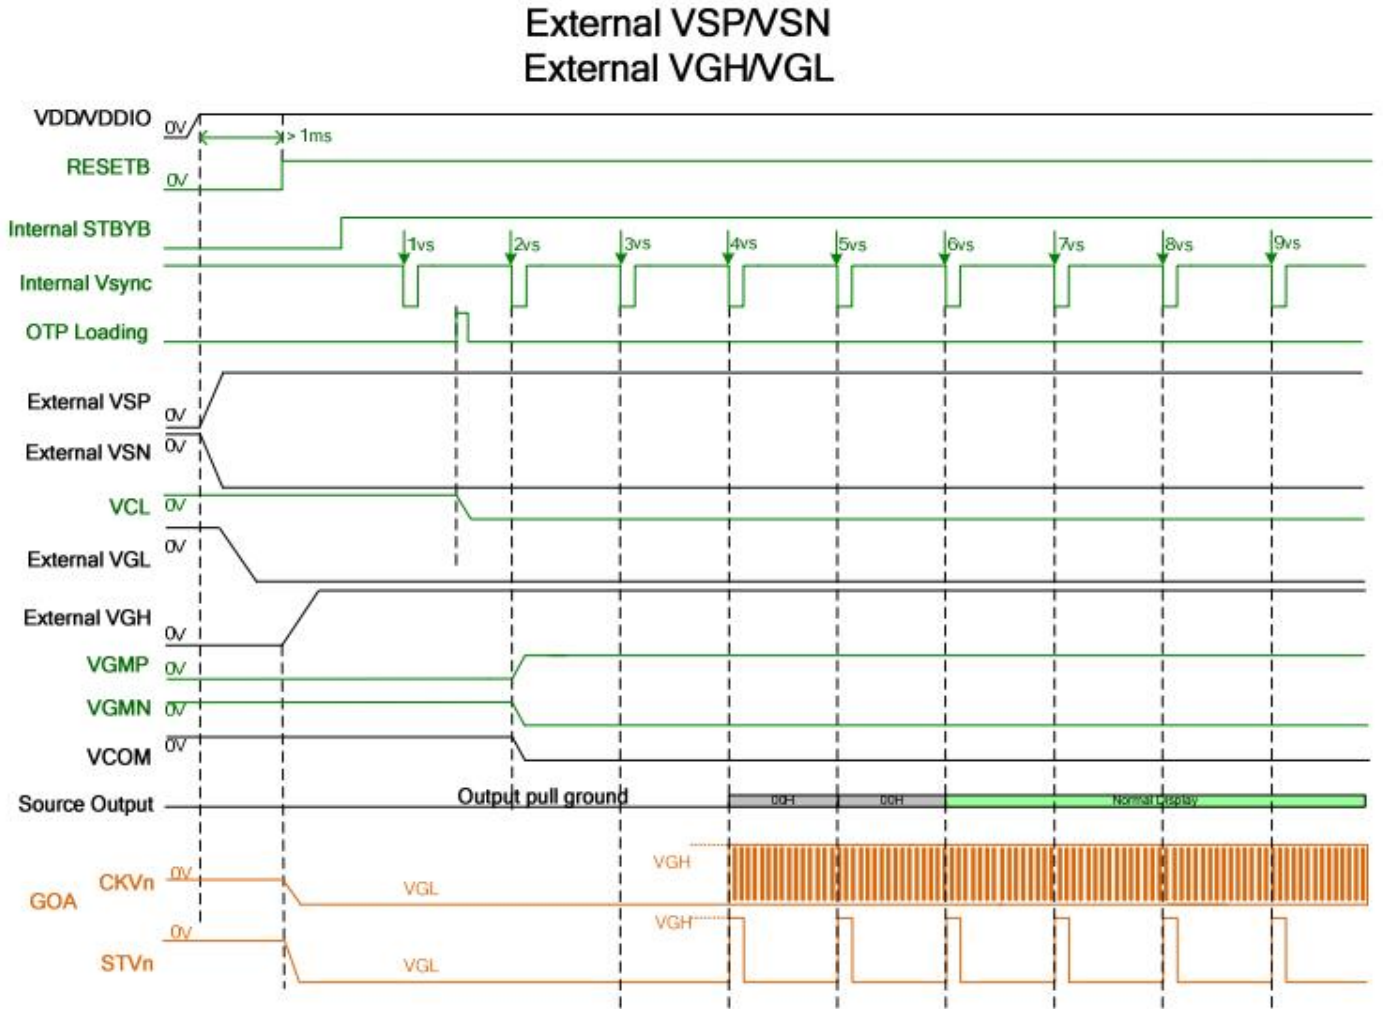 External VSP/VSN
External VGH/VGL
VDD/VDDIO 0V
> 1ms
RESETB 0V
Internal STBYB
1vs 2vs 3vs 4vs 5vs 6vs 7vs 8vs 9vs
Internal Vsync
OTP Loading
External VSP 0V
External VSN 0V
VCL 0V
External VGL 0V
External VGH 0V
VGMP 0V
VGMN 0V
VCOM 0V
Source Output Output pull ground 00H 00H Normal Display
VGH
CKVn 0V VGL
GOA
VGH
STVn 0V
VGL